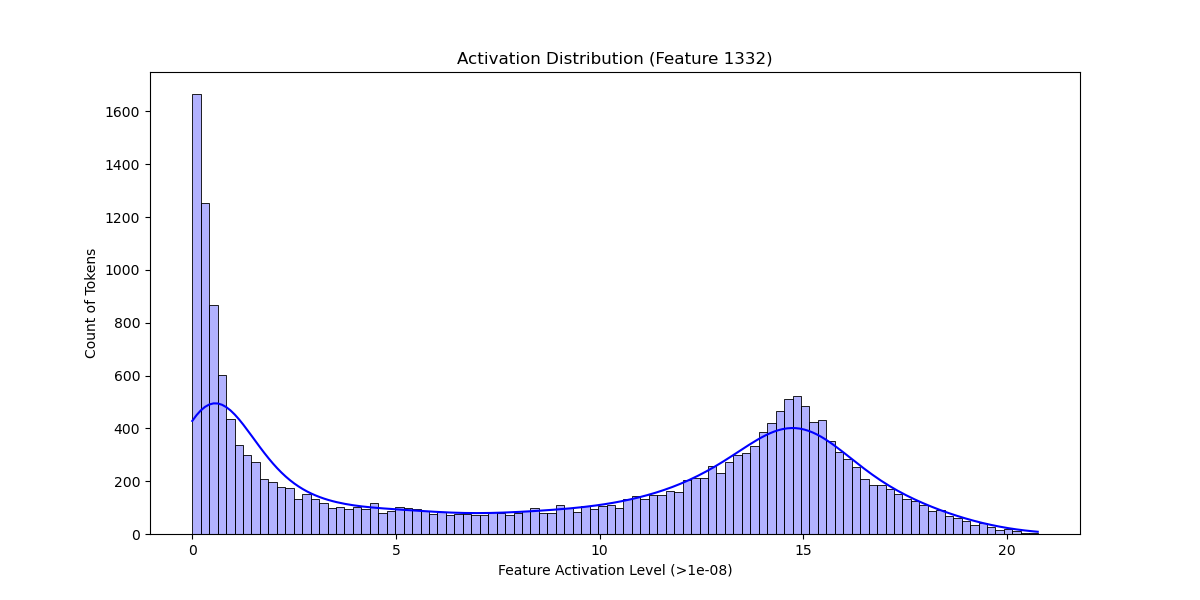 Activation Distribution (Feature 1332)
Count of Tokens
1600
1400
1200
1000
800
600
400
200
0
0 5 10 15 20
Feature Activation Level (>1e-08)